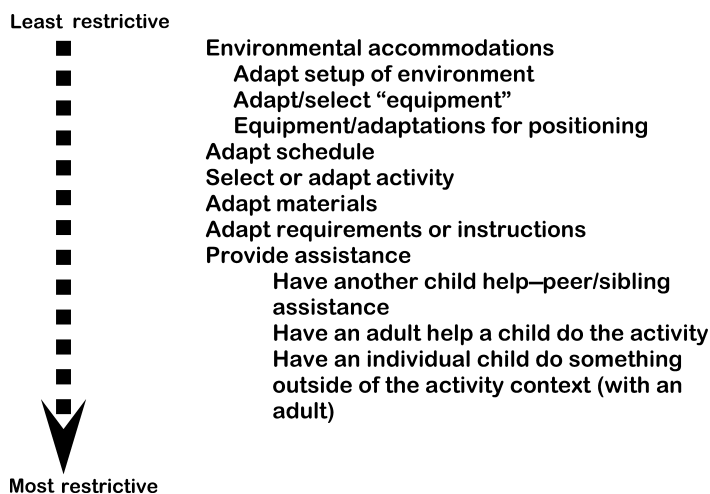 Least restrictive
Environmental accommodations
Adapt setup of environment
Adapt/select “equipment”
Equipment/adaptations for positioning
Adapt schedule
Select or adapt activity
Adapt materials
Adapt requirements or instructions
Provide assistance
Have another child help–peer/sibling
assistance
Have an adult help a child do the activity
Have an individual child do something
outside of the activity context (with an
adult)
Most restrictive